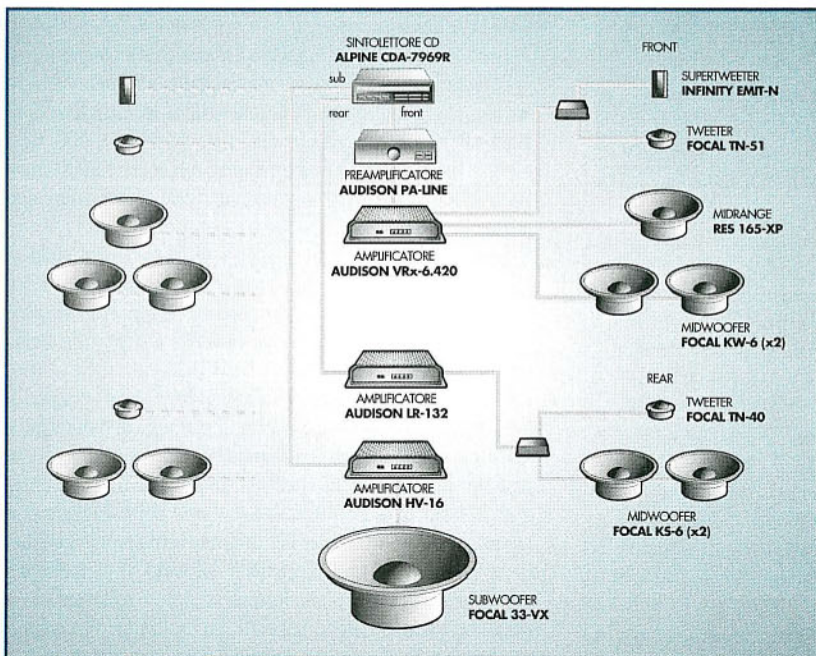 SINTOLETTORE CD
ALPINE CDA-7969R
sub
rear
front
PREAMPLIFICATORE
AUDISON PA-LINE
AMPLIFICATORE
AUDISON VRx-6.420
AMPLIFICATORE
AUDISON LR-132
AMPLIFICATORE
AUDISON HV-16
SUBWOOFER
FOCAL 33-VX
FRONT
SUPERTWEETER
INFINITY EMIT-N
TWEETER
FOCAL TN-51
MIDRANGE
RES 165-XP
MIDWOOFER
FOCAL KW-6 (x2)
REAR
TWEETER
FOCAL TN-40
MIDWOOFER
FOCAL KS-6 (x2)